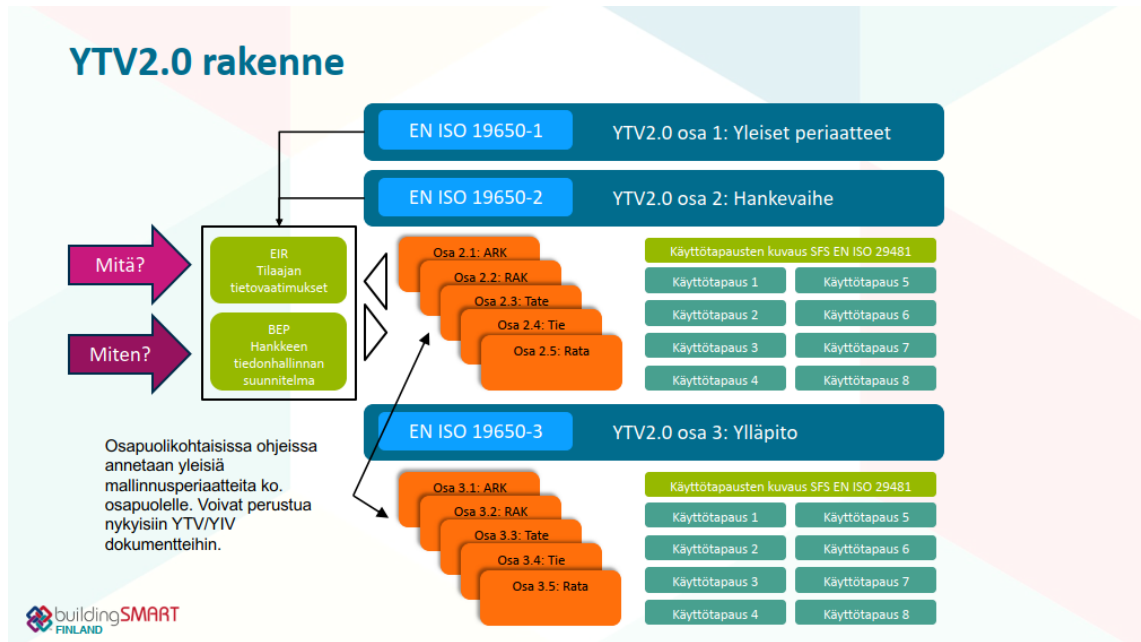 YTV2.0 rakenne
EN ISO 19650-1
YTV2.0 osa 1: Yleiset periaatteet
EN ISO 19650-2
YTV2.0 osa 2: Hankevaihe
Mitä?
Miten?
EIR
Tilaajan
tietovaatimukset
BEP
Hankkeen
tiedonhallinnan
suunnitelma
Osa 2.1: ARK
Osa 2.2: RAK
Osa 2.3: Tate
Osa 2.4: Tie
Osa 2.5: Rata
Käyttötapausten kuvaus SFS EN ISO 29481
Käyttötapaus 1
Käyttötapaus 5
Käyttötapaus 2
Käyttötapaus 6
Käyttötapaus 3
Käyttötapaus 7
Käyttötapaus 4
Käyttötapaus 8
EN ISO 19650-3
YTV2.0 osa 3: Ylläpito
Osapuolikohtaisissa ohjeissa
annetaan yleisiä
mallinnusperiaatteita ko.
osapuolelle. Voivat perustua
nykyisiin YTV/YIV
dokumentteihin.
Osa 3.1: ARK
Osa 3.2: RAK
Osa 3.3: Tate
Osa 3.4: Tie
Osa 3.5: Rata
Käyttötapausten kuvaus SFS EN ISO 29481
Käyttötapaus 1
Käyttötapaus 5
Käyttötapaus 2
Käyttötapaus 6
Käyttötapaus 3
Käyttötapaus 7
Käyttötapaus 4
Käyttötapaus 8
buildingSMART
FINLAND